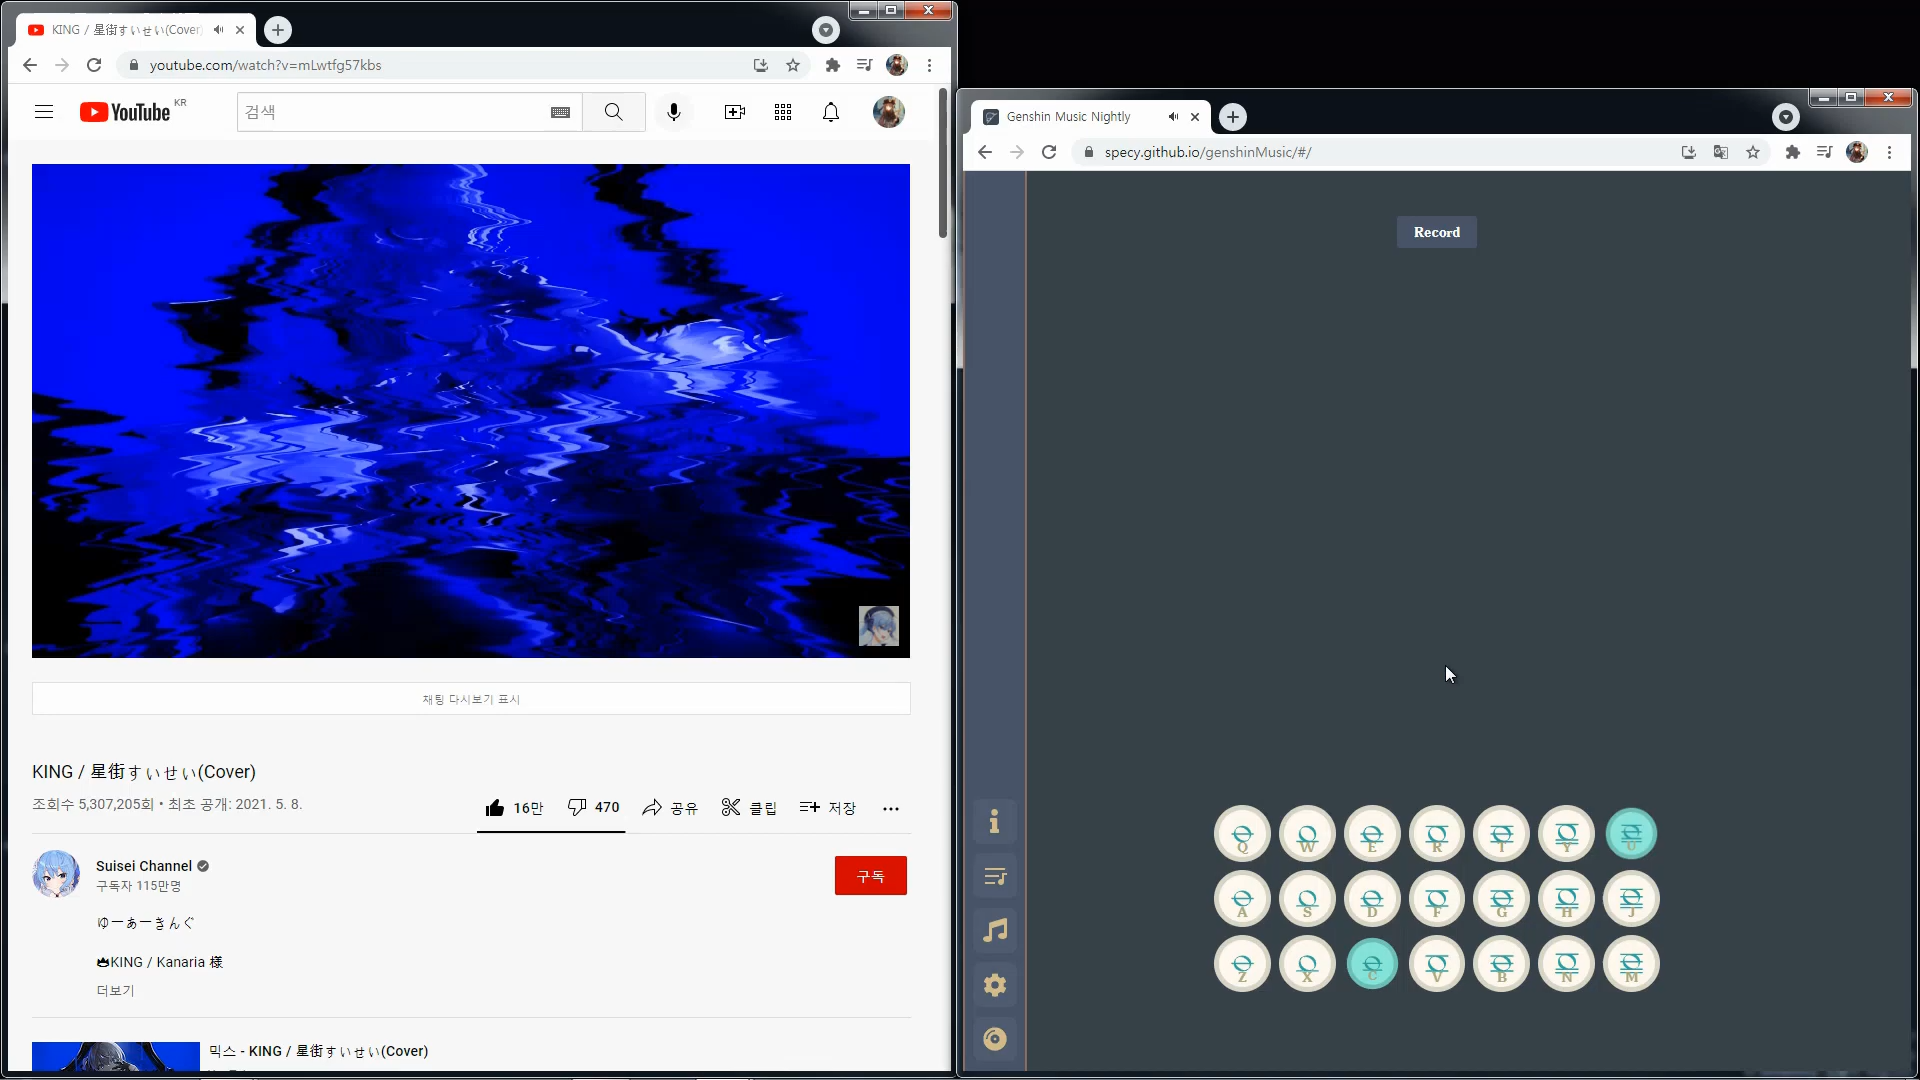 KING / 星街すいせい(Cover)
youtube.com/watch?v=mLwtfg57kbs
YouTube KR
검색
채팅 다시보기 표시
KING / 星街すいせい(Cover)
조회수 5,307,205회 • 최초 공개: 2021. 5. 8.
16만 470 공유 클립 저장
Suisei Channel
구독자 115만명
구독
ゆーぁーきんぐ
KING / Kanaria 様
더보기
믹스 - KING / 星街すいせい(Cover)
Genshin Music Nightly
specy.github.io/genshinMusic/#/
Record
Q W E R T Y U
A S D F G H J
Z X C V B N M